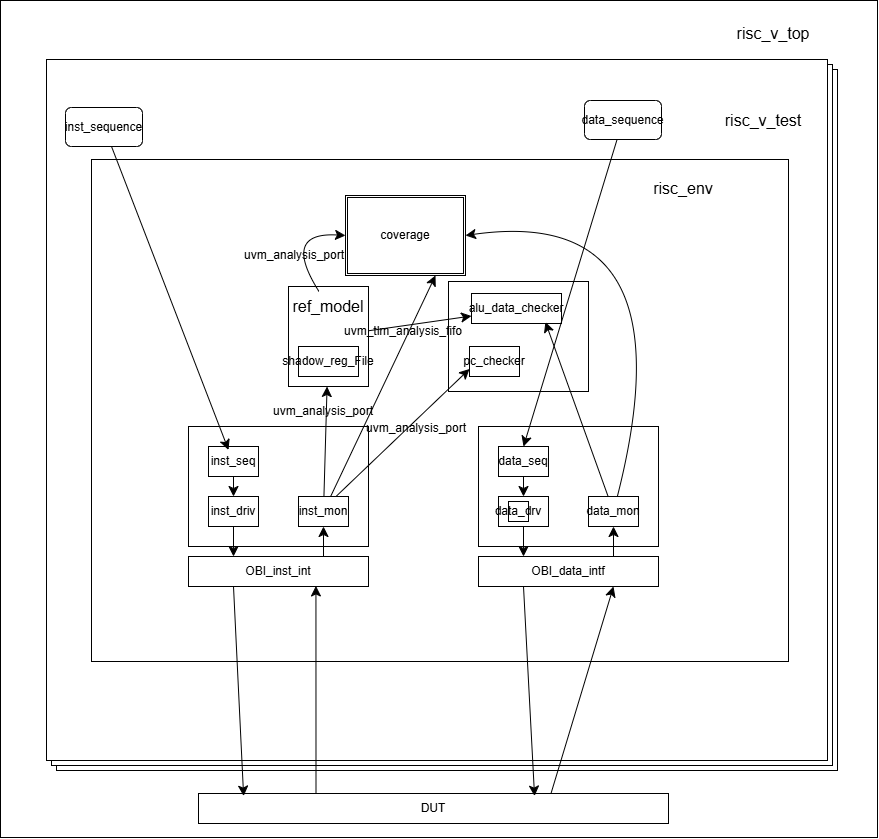 risc_v_top
inst_sequence
data_sequence
risc_v_test
risc_env
coverage
uvm_analysis_port
ref_model
alu_data_checker
uvm_tlm_analysis_fifo
shadow_reg_File
pc_checker
uvm_analysis_port
uvm_analysis_port
inst_seq
data_seq
inst_driv
inst_mon
data_drv
data_mon
OBI_inst_int
OBI_data_intf
DUT